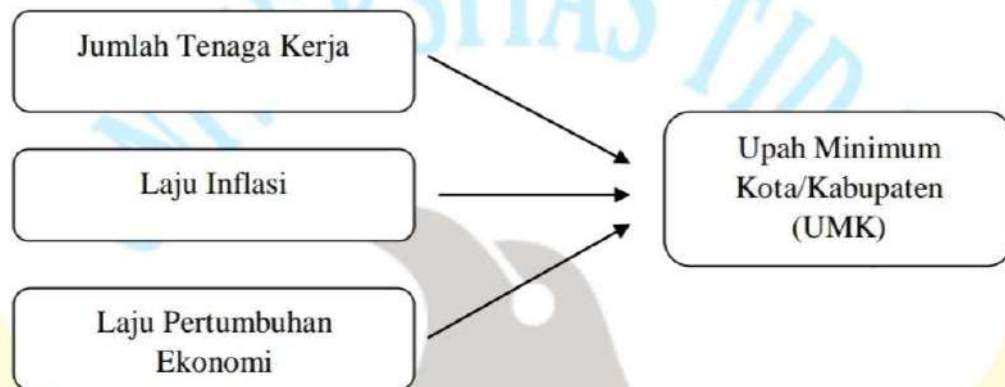 Jumlah Tenaga Kerja
Laju Inflasi
Laju Pertumbuhan
Ekonomi
Upah Minimum
Kota/Kabupaten
(UMK)